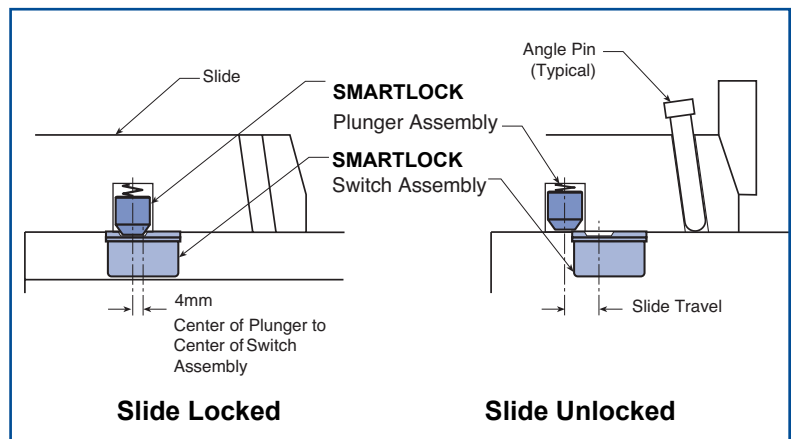 Slide
SMARTLOCK
Plunger Assembly
SMARTLOCK
Switch Assembly
Angle Pin
(Typical)
4mm
Center of Plunger to
Center of Switch
Assembly
Slide Travel
Slide Locked
Slide Unlocked